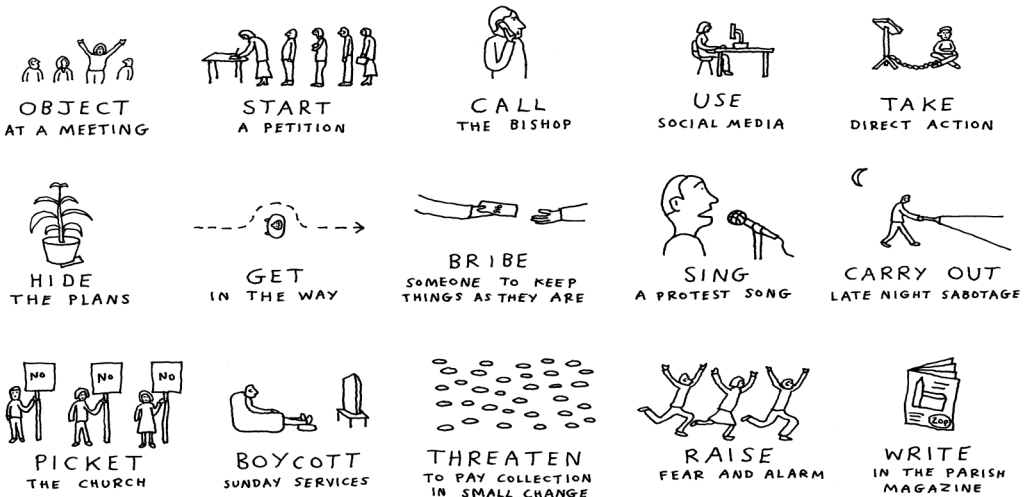 OBJECT
AT A MEETING
START
A PETITION
CALL
THE BISHOP
USE
SOCIAL MEDIA
TAKE
DIRECT ACTION
HIDE
THE PLANS
GET
IN THE WAY
BRIBE
SOMEONE TO KEEP
THINGS AS THEY ARE
SING
A PROTEST SONG
CARRY OUT
LATE NIGHT SABOTAGE
NO
NO
NO
PICKET
THE CHURCH
BOYCOTT
SUNDAY SERVICES
THREATEN
TO PAY COLLECTION
IN SMALL CHANGE
RAISE
FEAR AND ALARM
20p
WRITE
IN THE PARISH
MAGAZINE